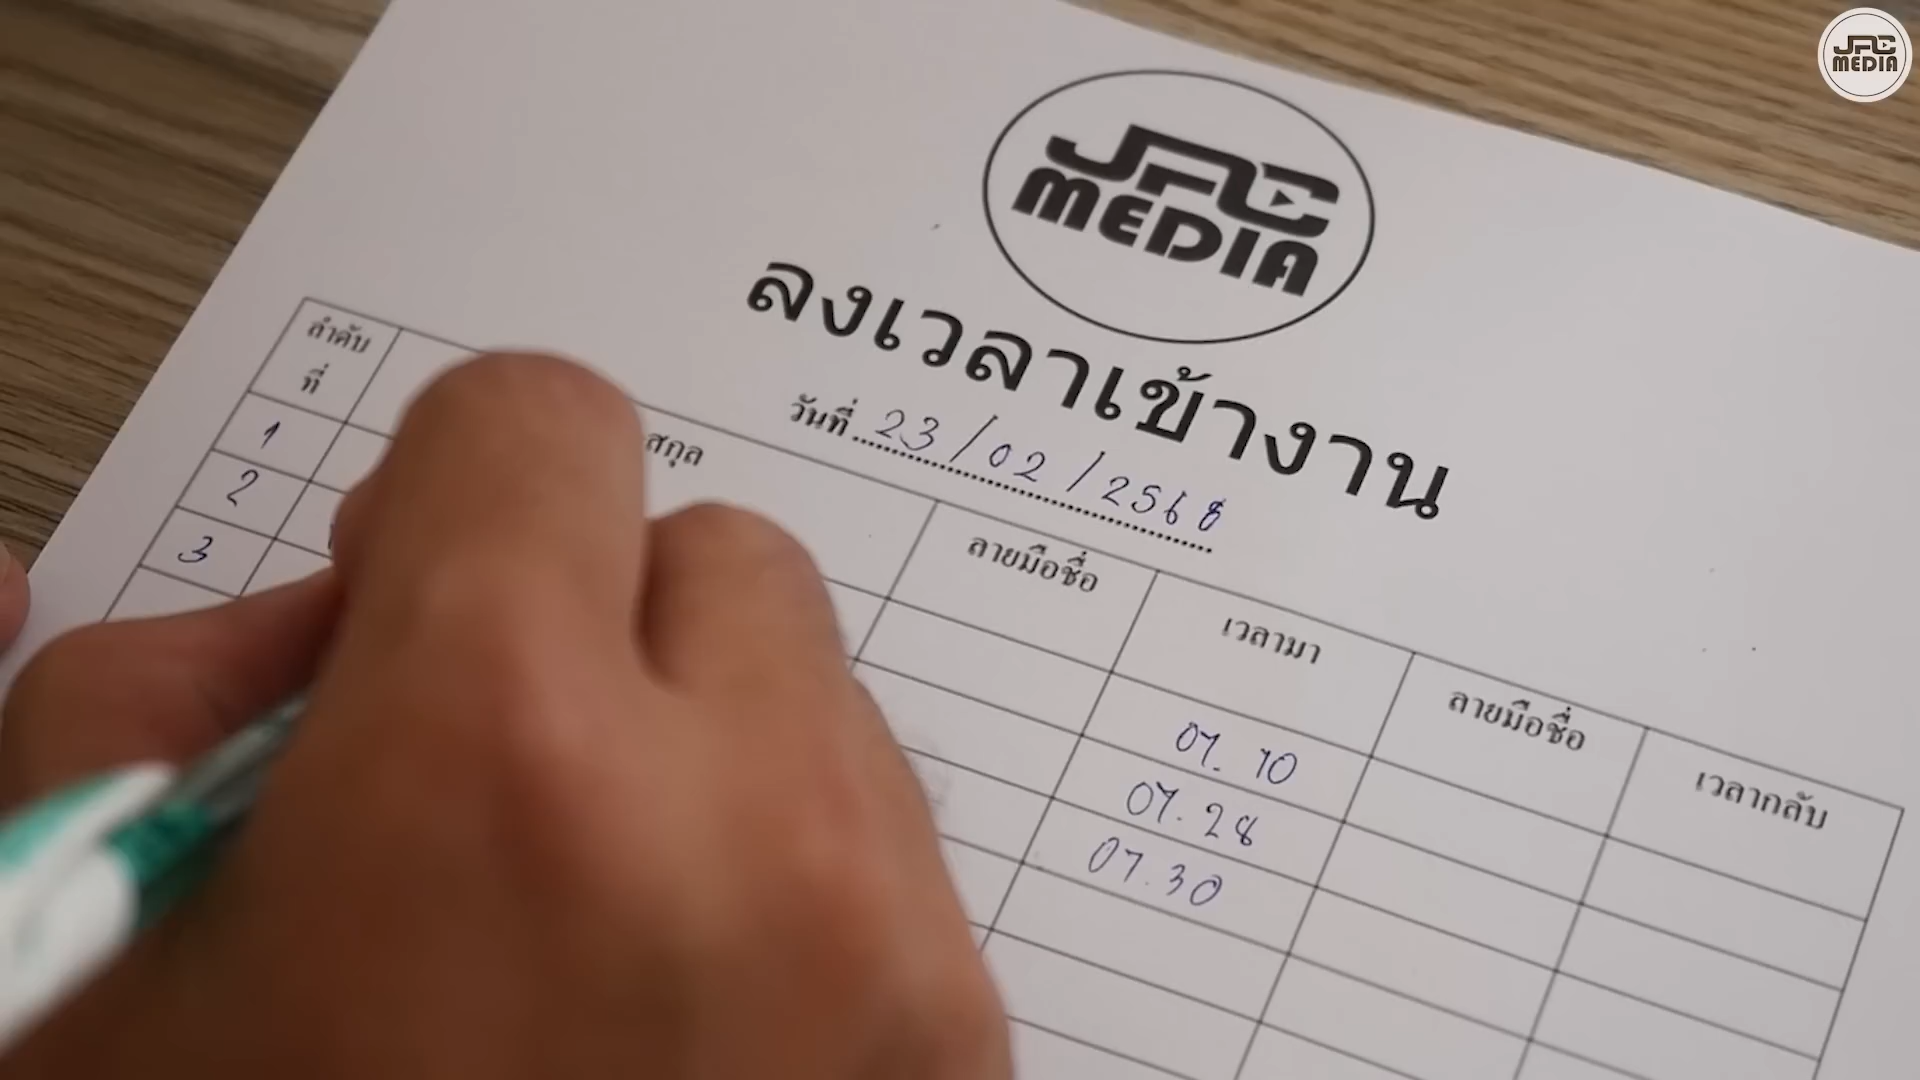 JAC
MEDIA
JAC
MEDIA
ลงเวลาเข้างาน
วันที่ 23/02/2568
ลำดับ
ที่
สกุล
ลายมือชื่อ
เวลามา
ลายมือชื่อ
เวลากลับ
1
07.10
2
07.28
3
07.30